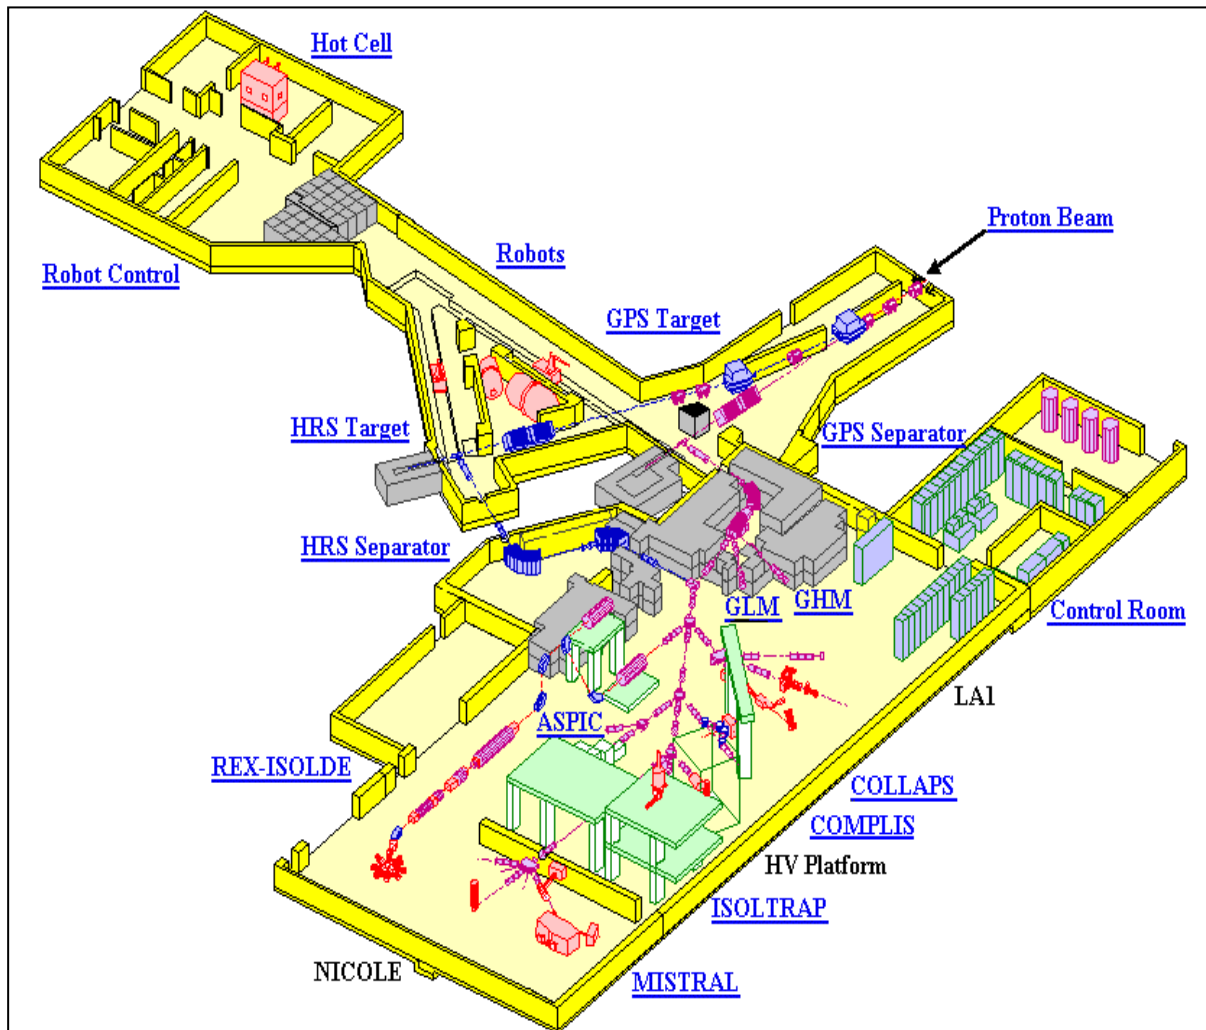 Hot Cell
Proton Beam
Robots
Robot Control
GPS Target
HRS Target
GPS Separator
HRS Separator
GLM
GHM
Control Room
LA1
ASPIC
REX-ISOLDE
COLLAPS
COMPLIS
HV Platform
ISOLTRAP
NICOLE
MISTRAL